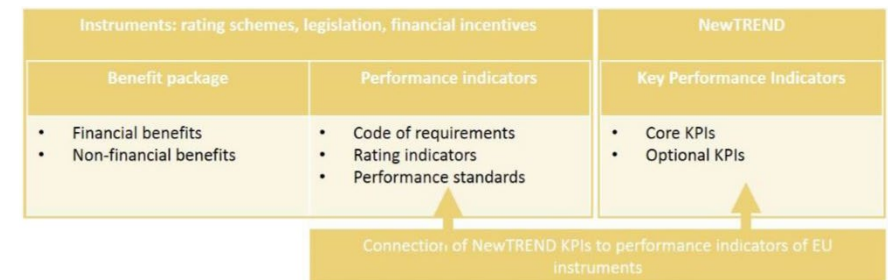 Instruments: rating schemes, legislation, financial incentives
NewTREND
Benefit package
Performance indicators
Key Performance Indicators
• Financial benefits
• Non-financial benefits
• Code of requirements
• Rating indicators
• Performance standards
• Core KPIs
• Optional KPIs
Connection of NewTREND KPIs to performance indicators of EU
instruments